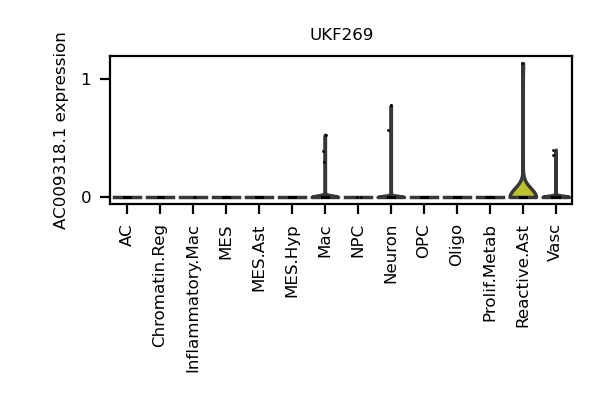 UKF269
AC009318.1 expression
1
0
AC
Chromatin.Reg
Inflammatory.Mac
MES
MES.Ast
MES.Hyp
Mac
NPC
Neuron
OPC
Oligo
Prolif.Metab
Reactive.Ast
Vasc